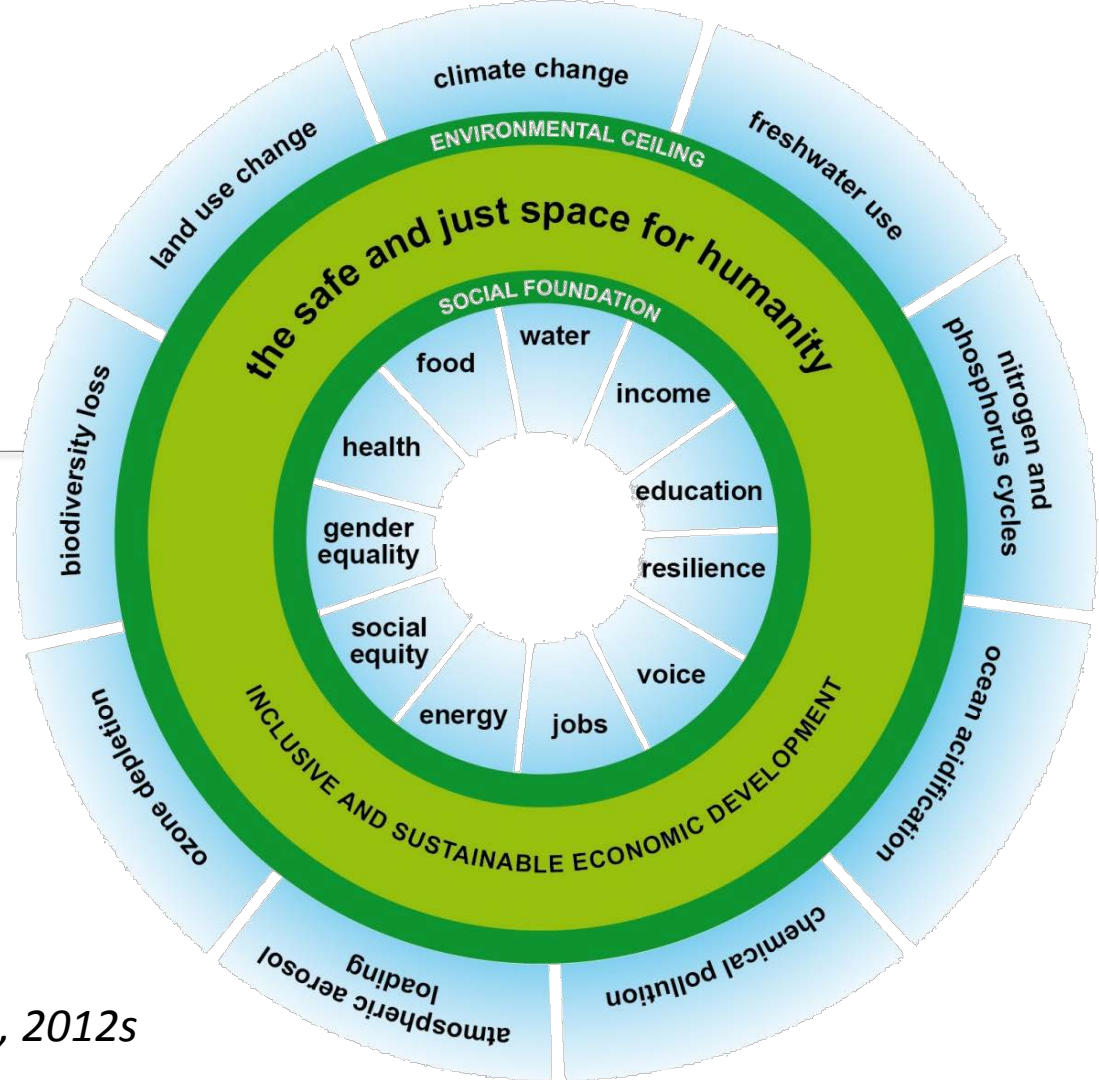 climate change
freshwater use
nitrogen and
phosphorus cycles
ocean acidification
chemical pollution
atmospheric aerosol
loading
ozone depletion
biodiversity loss
land use change
ENVIRONMENTAL CEILING
the safe and just space for humanity
SOCIAL FOUNDATION
water
income
education
resilience
voice
jobs
energy
social
equity
gender
equality
health
food
INCLUSIVE AND SUSTAINABLE ECONOMIC DEVELOPMENT
, 2012s